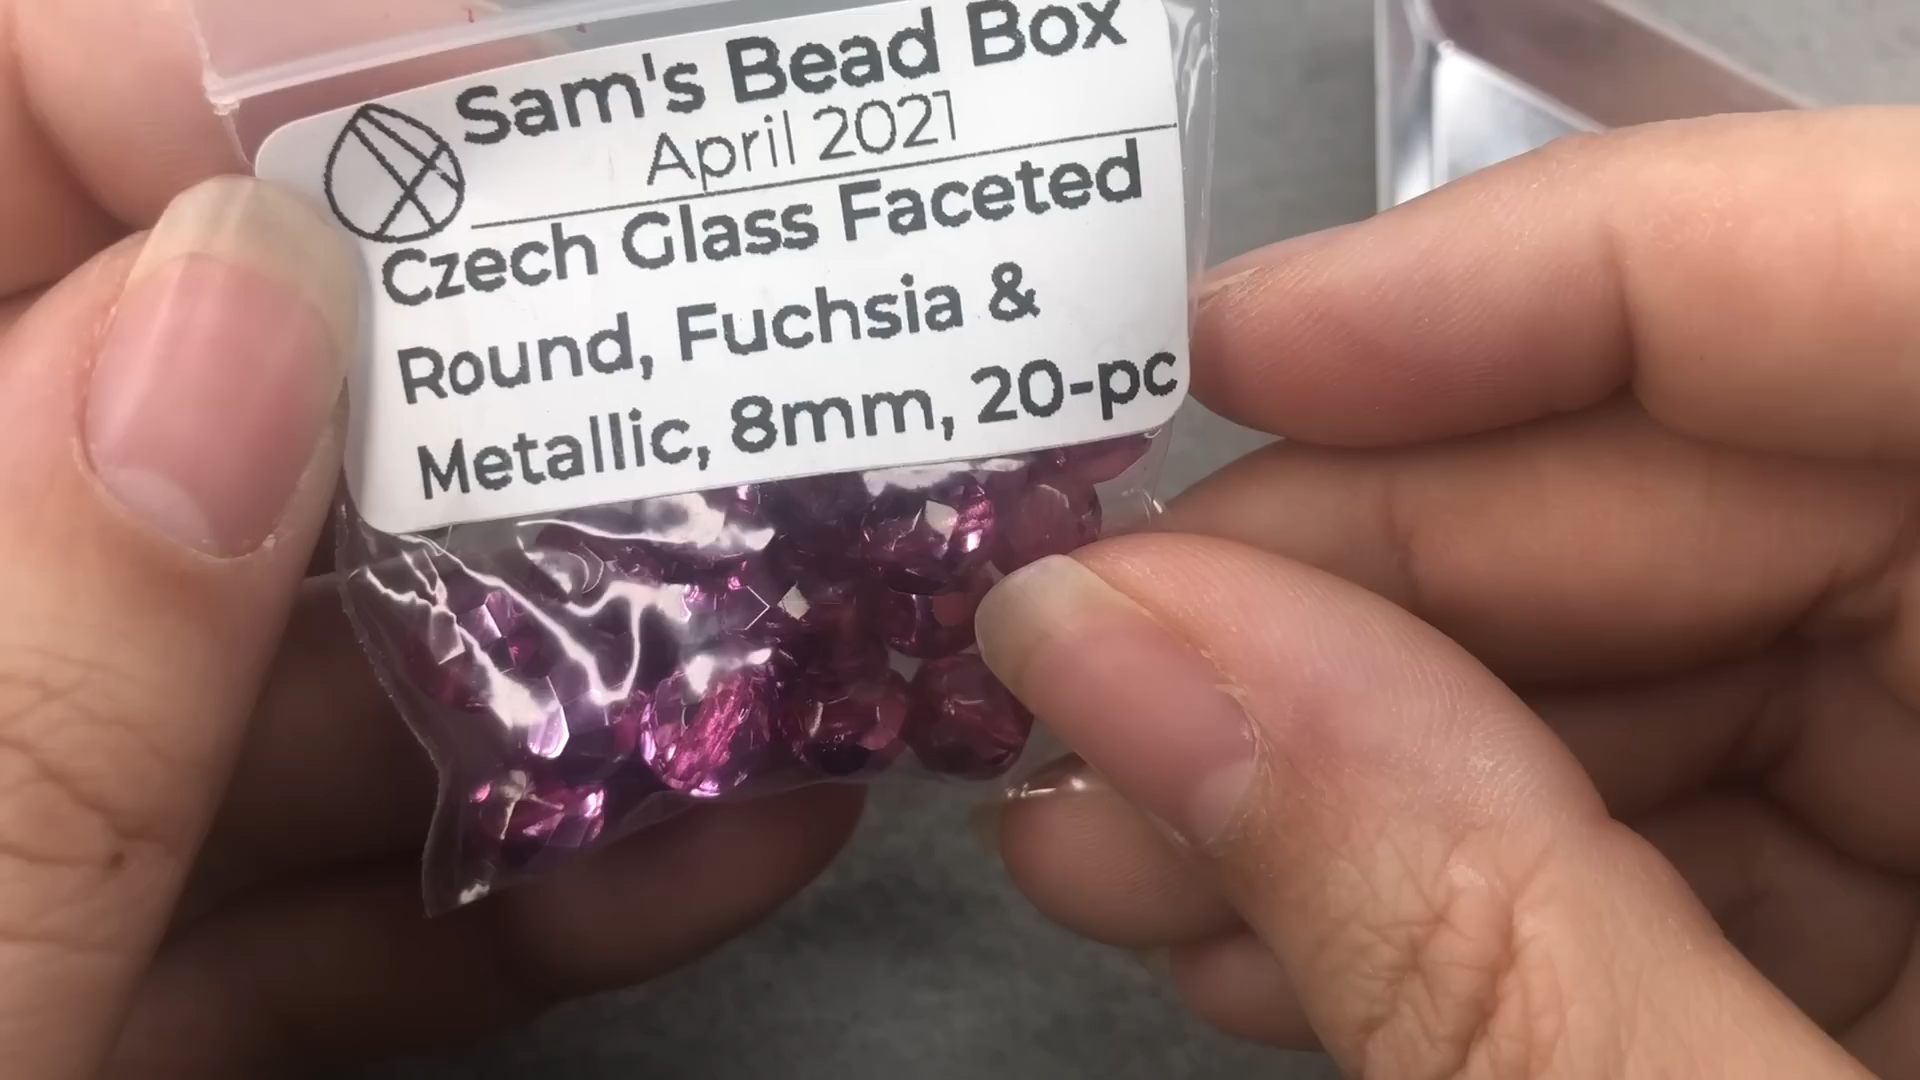 Sam's Bead Box
April 2021
Czech Glass Faceted
Round, Fuchsia &
Metallic, 8mm, 20-pc